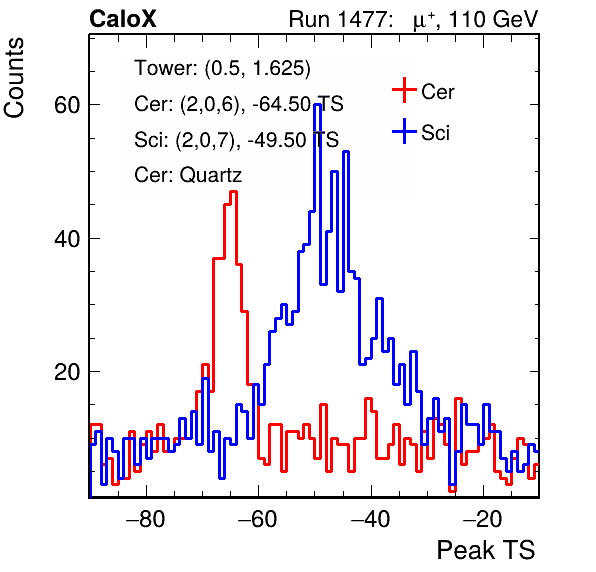 CaloX Run 1477: μ⁺, 110 GeV
Counts
Tower: (0.5, 1.625)
Cer: (2,0,6), -64.50 TS
Sci: (2,0,7), -49.50 TS
Cer: Quartz
Cer
Sci
60
40
20
−80 −60 −40 −20
Peak TS